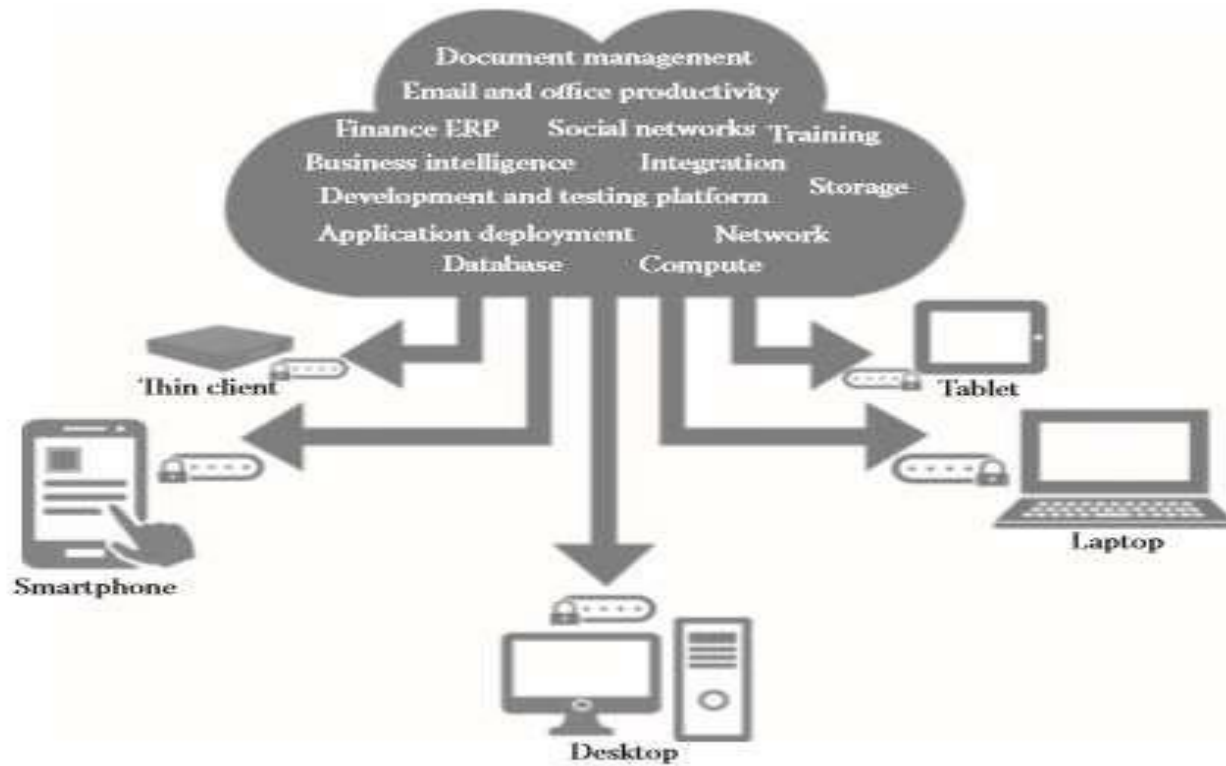 Document management
Email and office productivity
Finance ERP Social networks Training
Business intelligence Integration
Storage
Development and testing platform
Application deployment Network
Database Compute
Thin client
Tablet
Smartphone
Laptop
Desktop